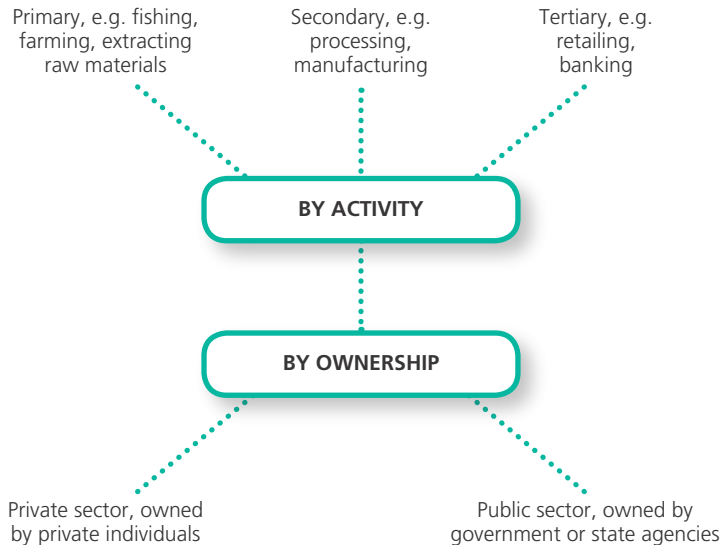 Primary, e.g. fishing,
farming, extracting
raw materials
Secondary, e.g.
processing,
manufacturing
Tertiary, e.g.
retailing,
banking
BY ACTIVITY
BY OWNERSHIP
Private sector, owned
by private individuals
Public sector, owned by
government or state agencies